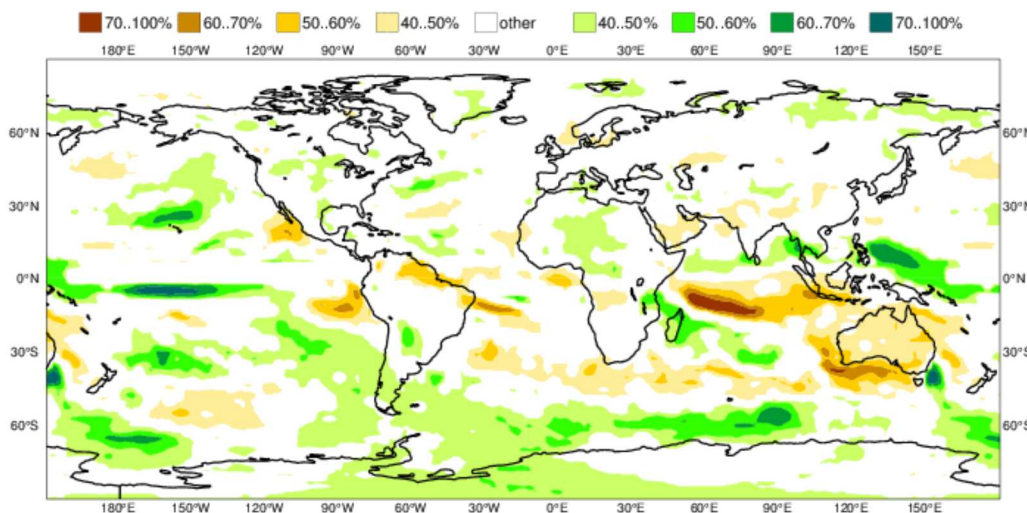 70..100% 60..70% 50..60% 40..50% other 40..50% 50..60% 60..70% 70..100%
180°E 150°W 120°W 90°W 60°W 30°W 0°E 30°E 60°E 90°E 120°E 150°E
60°N 60°N
30°N 30°N
0°N 0°N
30°S 30°S
60°S 60°S
180°E 150°W 120°W 90°W 60°W 30°W 0°E 30°E 60°E 90°E 120°E 150°E